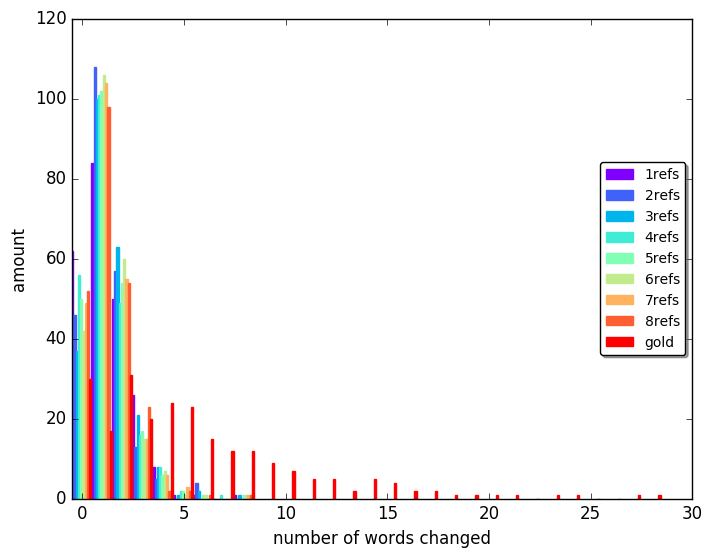 120
100
80
60
40
20
0
amount
0 5 10 15 20 25 30
number of words changed
1refs
2refs
3refs
4refs
5refs
6refs
7refs
8refs
gold